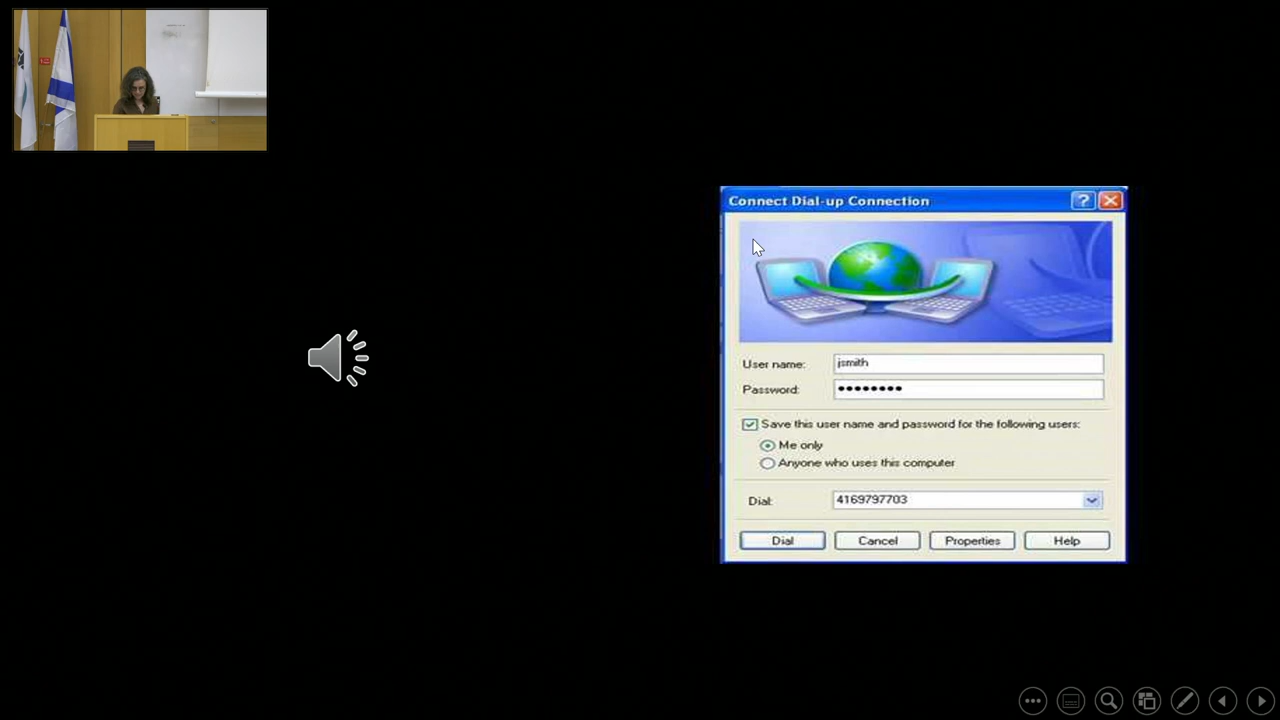 Connect Dial-up Connection
User name: jsmith
Password: ••••••••
Save this user name and password for the following users:
Me only
Anyone who uses this computer
Dial: 4169797703
Dial Cancel Properties Help